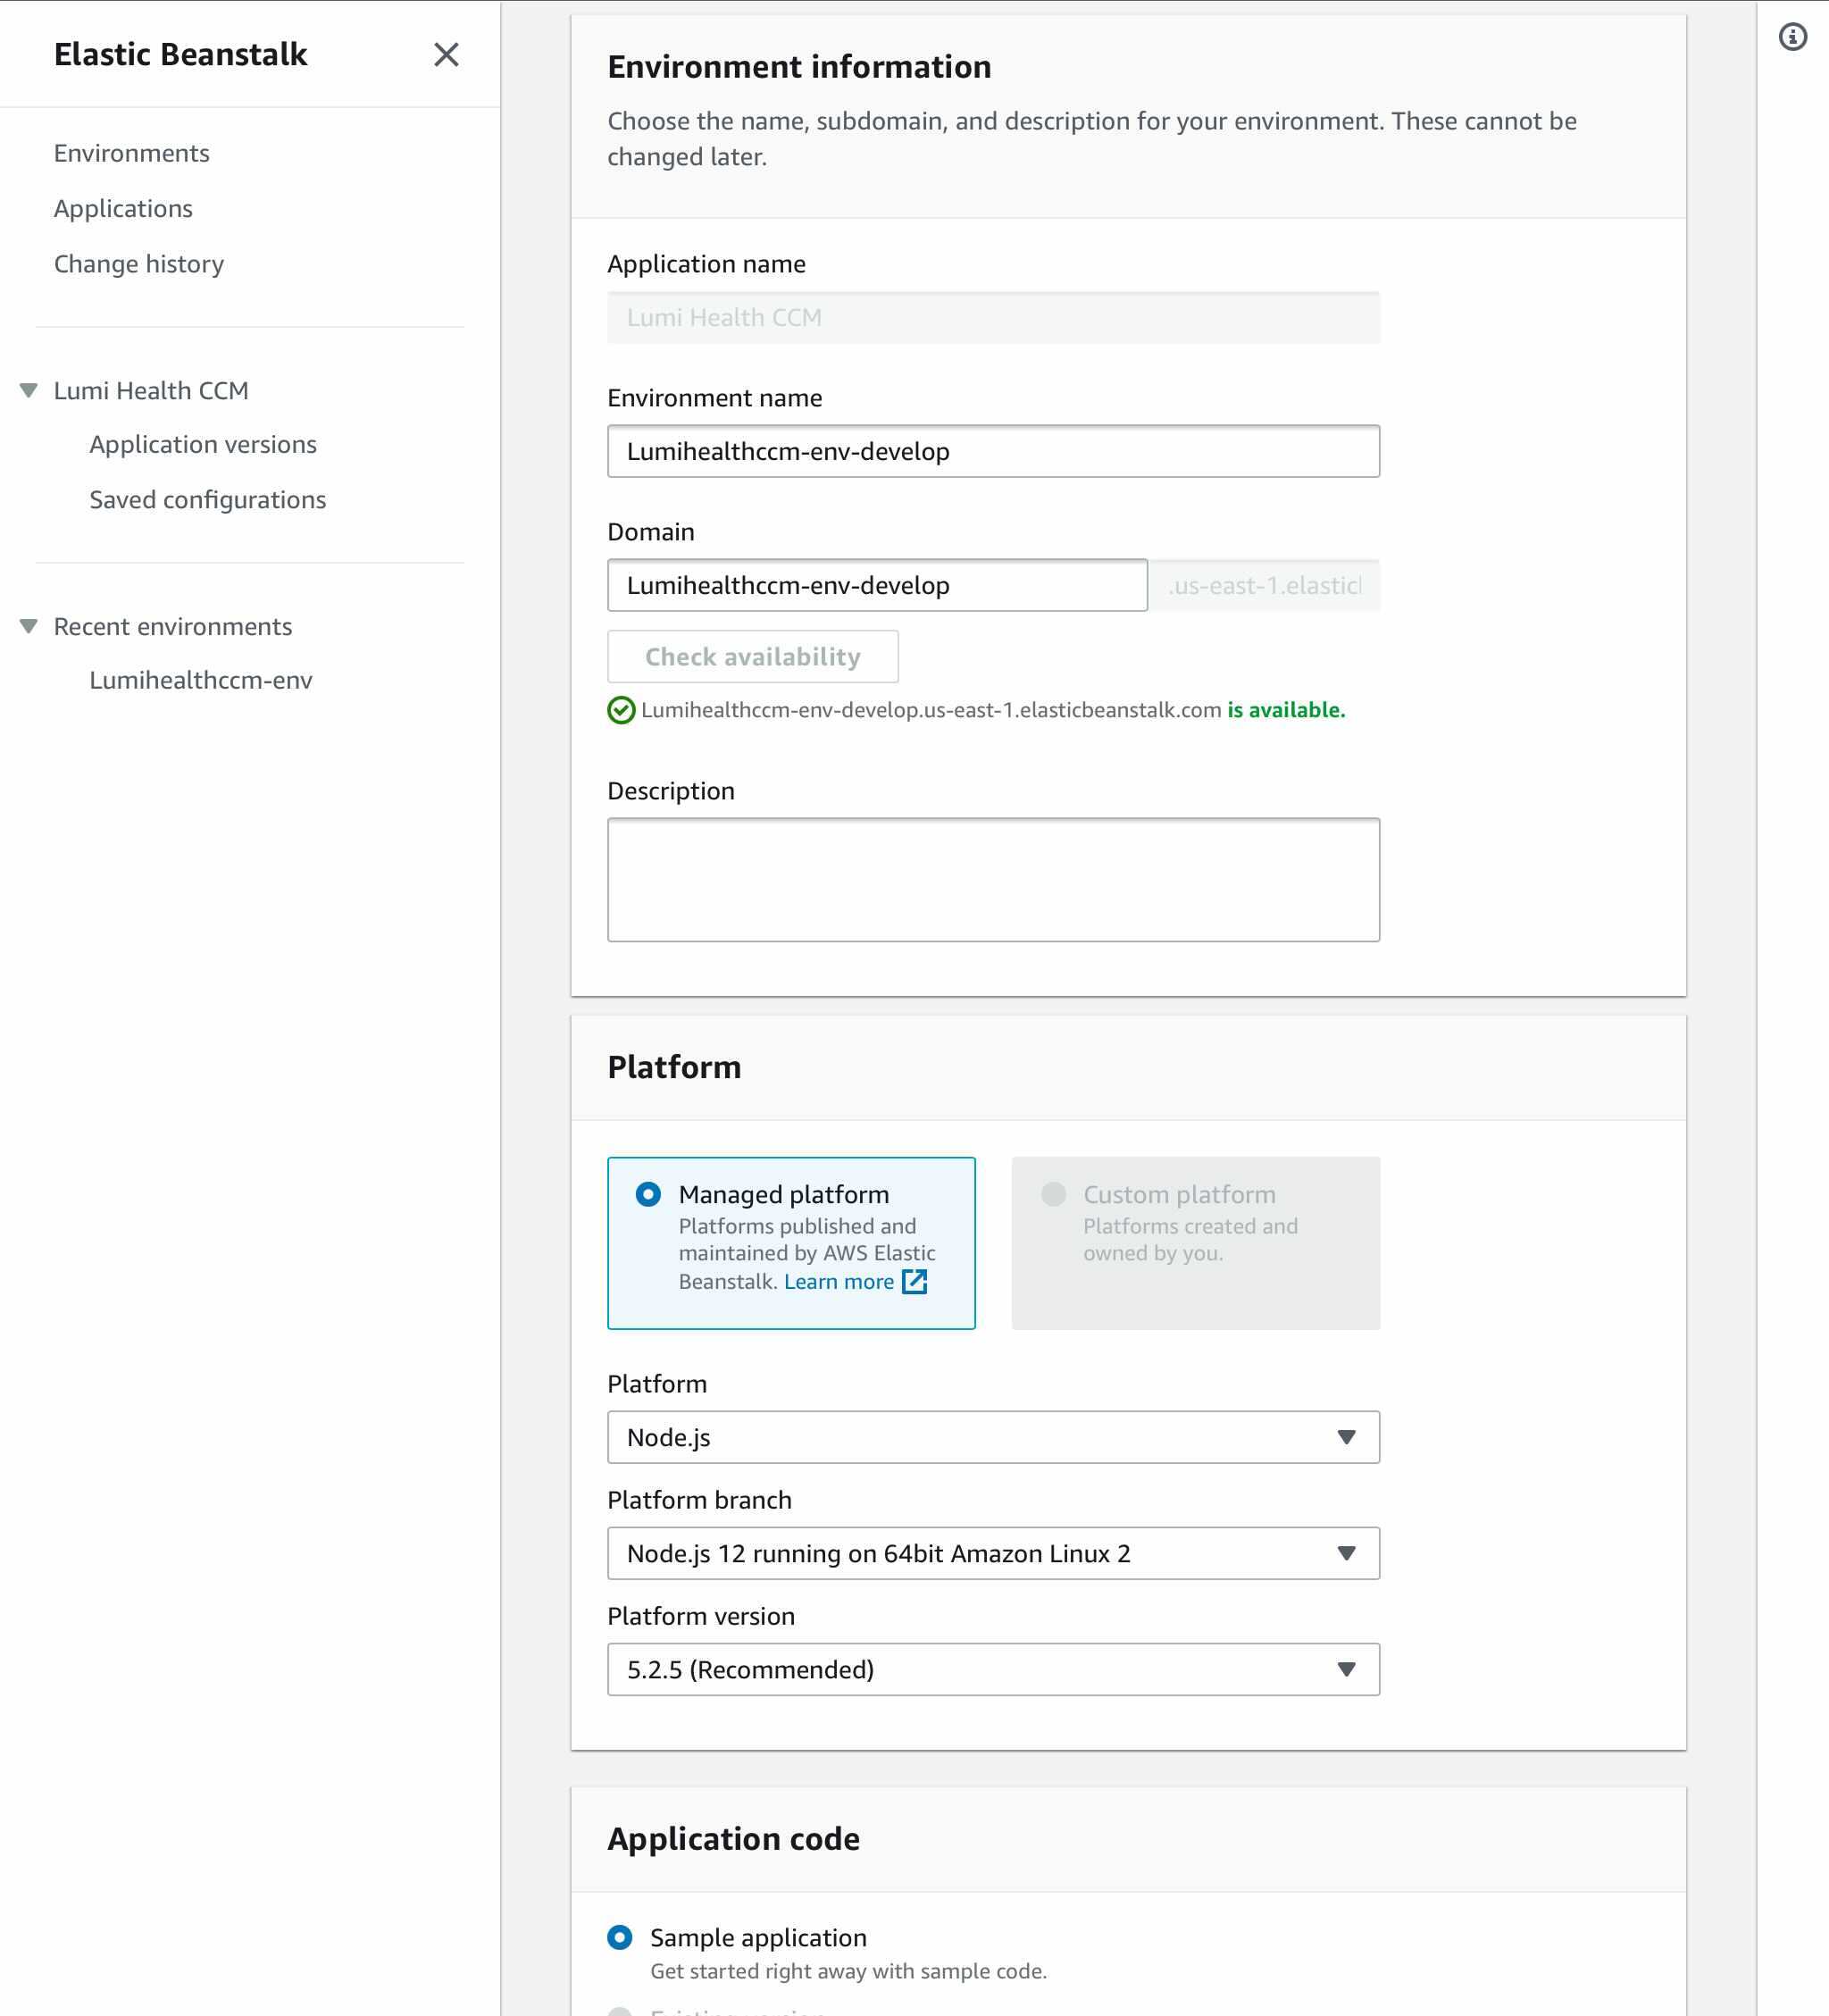 Elastic Beanstalk
Environments
Applications
Change history
Lumi Health CCM
Application versions
Saved configurations
Recent environments
Lumihealthccm-env
Environment information
Choose the name, subdomain, and description for your environment. These cannot be
changed later.
Application name
Lumi Health CCM
Environment name
Lumihealthccm-env-develop
Domain
Lumihealthccm-env-develop
.us-east-1.elastic
Check availability
Lumihealthccm-env-develop.us-east-1.elasticbeanstalk.com is available.
Description
Platform
Managed platform
Platforms published and
maintained by AWS Elastic
Beanstalk. Learn more
Custom platform
Platforms created and
owned by you.
Platform
Node.js
Platform branch
Node.js 12 running on 64bit Amazon Linux 2
Platform version
5.2.5 (Recommended)
Application code
Sample application
Get started right away with sample code.